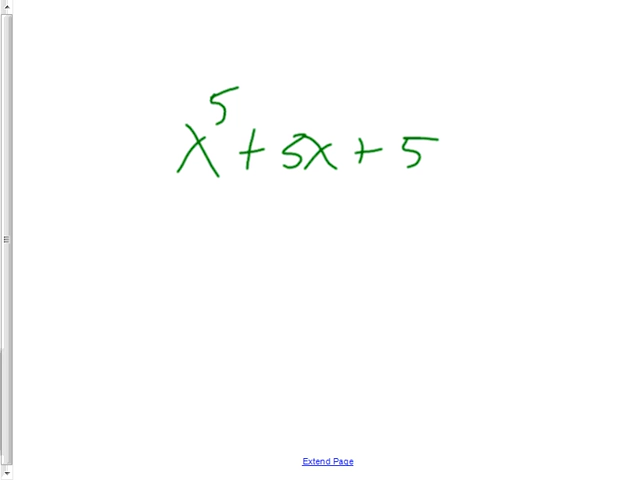 x⁵ + 5x + 5
Extend Page